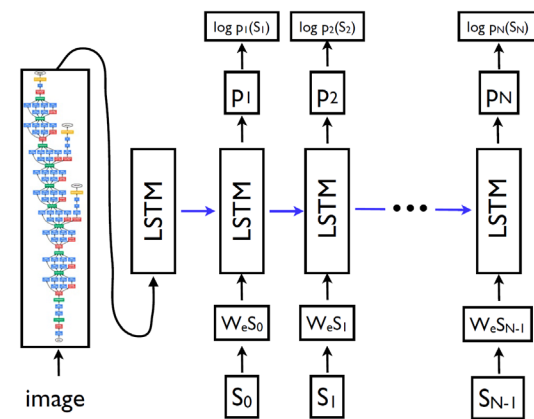 log p₁(S₁) log p₂(S₂) log pN(SN)
p₁ p₂ pN
LSTM LSTM LSTM LSTM
WₑS₀ WₑS₁ WₑSN-1
image S₀ S₁ SN-1